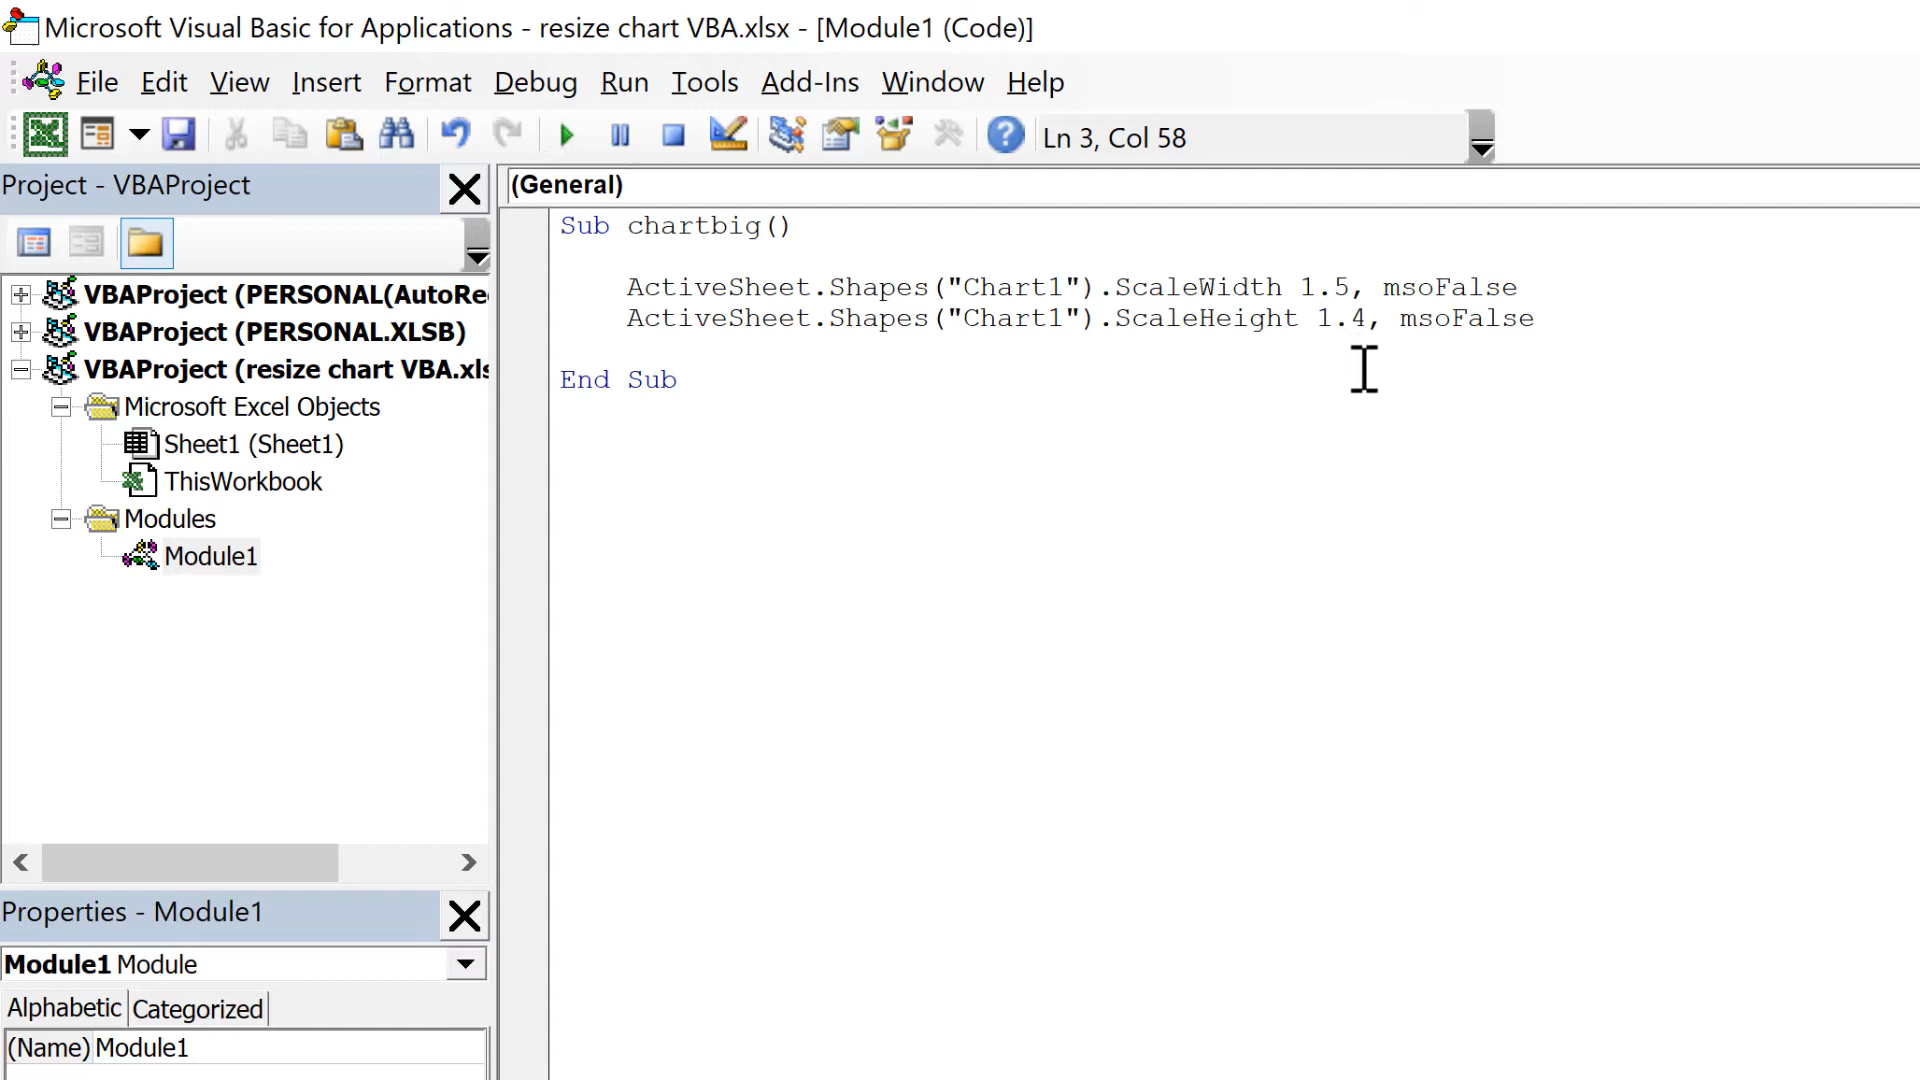 Microsoft Visual Basic for Applications - resize chart VBA.xlsx - [Module1 (Code)]
File Edit View Insert Format Debug Run Tools Add-Ins Window Help
Ln 3, Col 58
Project - VBAProject
(General)
VBAProject (PERSONAL(AutoRe
VBAProject (PERSONAL.XLSB)
VBAProject (resize chart VBA.xls
Microsoft Excel Objects
Sheet1 (Sheet1)
ThisWorkbook
Modules
Module1
Sub chartbig()
ActiveSheet.Shapes("Chart1").ScaleWidth 1.5, msoFalse
ActiveSheet.Shapes("Chart1").ScaleHeight 1.4, msoFalse
End Sub
Properties - Module1
Module1 Module
Alphabetic Categorized
(Name) Module1